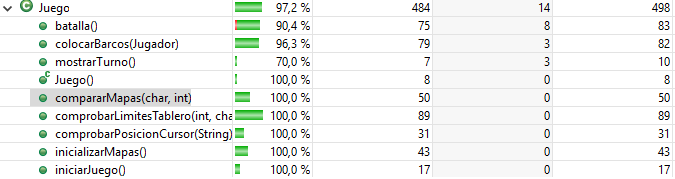 C Juego 97,2 % 484 14 498
batalla() 90,4 % 75 8 83
colocarBarcos(Jugador) 96,3 % 79 3 82
mostrarTurno() 70,0 % 7 3 10
C Juego() 100,0 % 8 0 8
compararMapas(char, int) 100,0 % 50 0 50
comprobarLimitesTablero(int, cha 100,0 % 89 0 89
comprobarPosicionCursor(String) 100,0 % 31 0 31
inicializarMapas() 100,0 % 43 0 43
iniciarJuego() 100,0 % 17 0 17